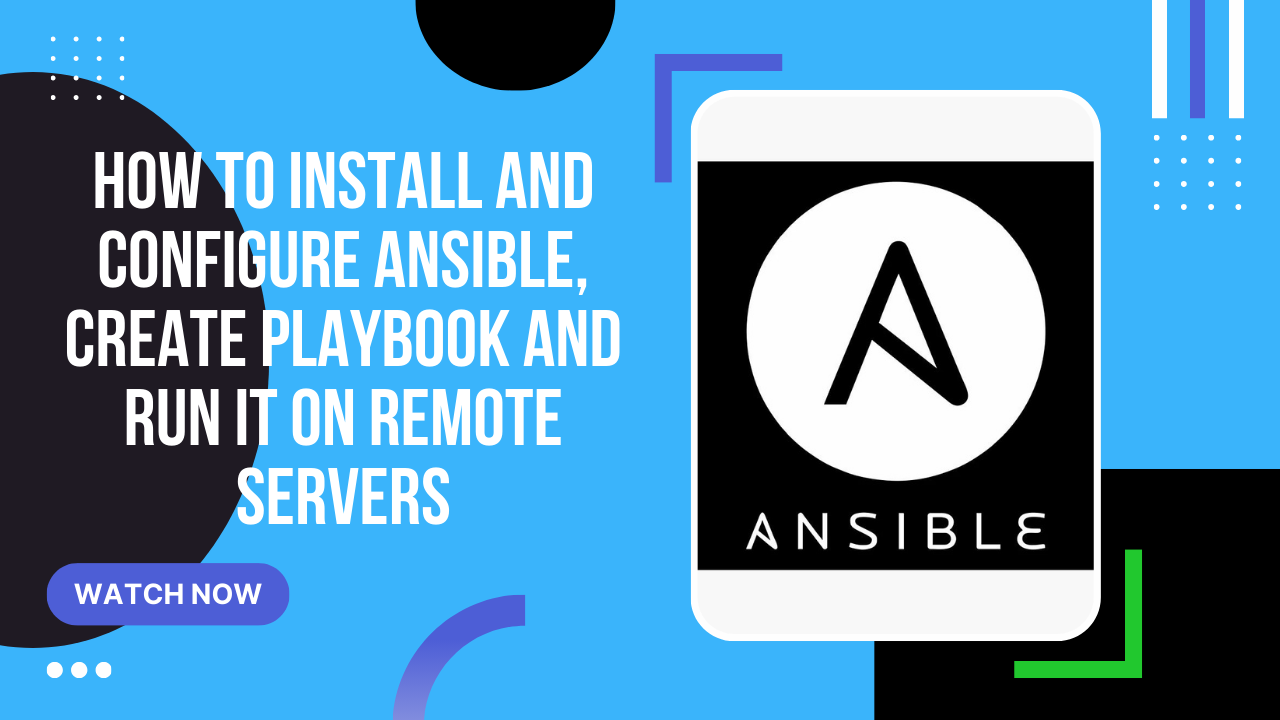 HOW TO INSTALL AND
CONFIGURE ANSIBLE,
CREATE PLAYBOOK AND
RUN IT ON REMOTE
SERVERS
WATCH NOW
ANSIBLE